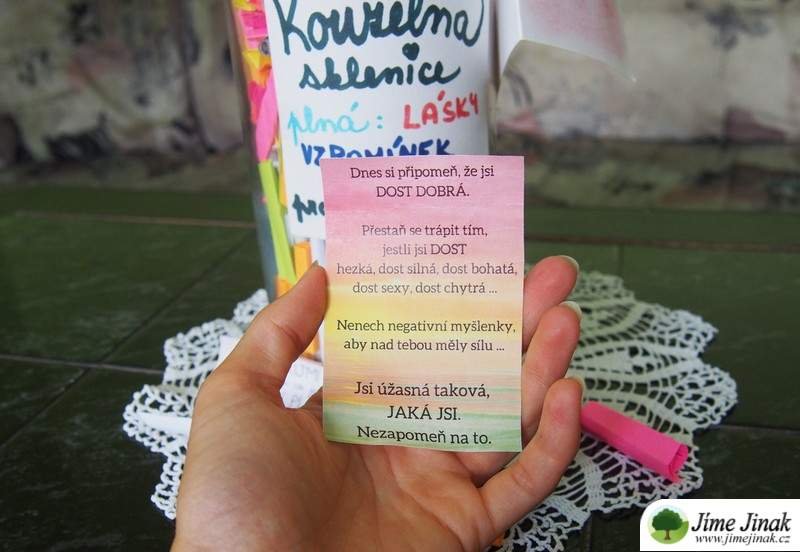 Kouzelná
sklenice
plná: LÁSKY
VZPOMÍNEK
Dnes si připomeň, že jsi
DOST DOBRÁ.
Přestaň se trápit tím,
jestli jsi DOST
hezká, dost silná, dost bohatá,
dost sexy, dost chytrá ...
Nenech negativní myšlenky,
aby nad tebou měly sílu ...
Jsi úžasná taková,
JAKÁ JSI.
Nezapomeň na to.
Jíme Jinak
www.jimejinak.cz